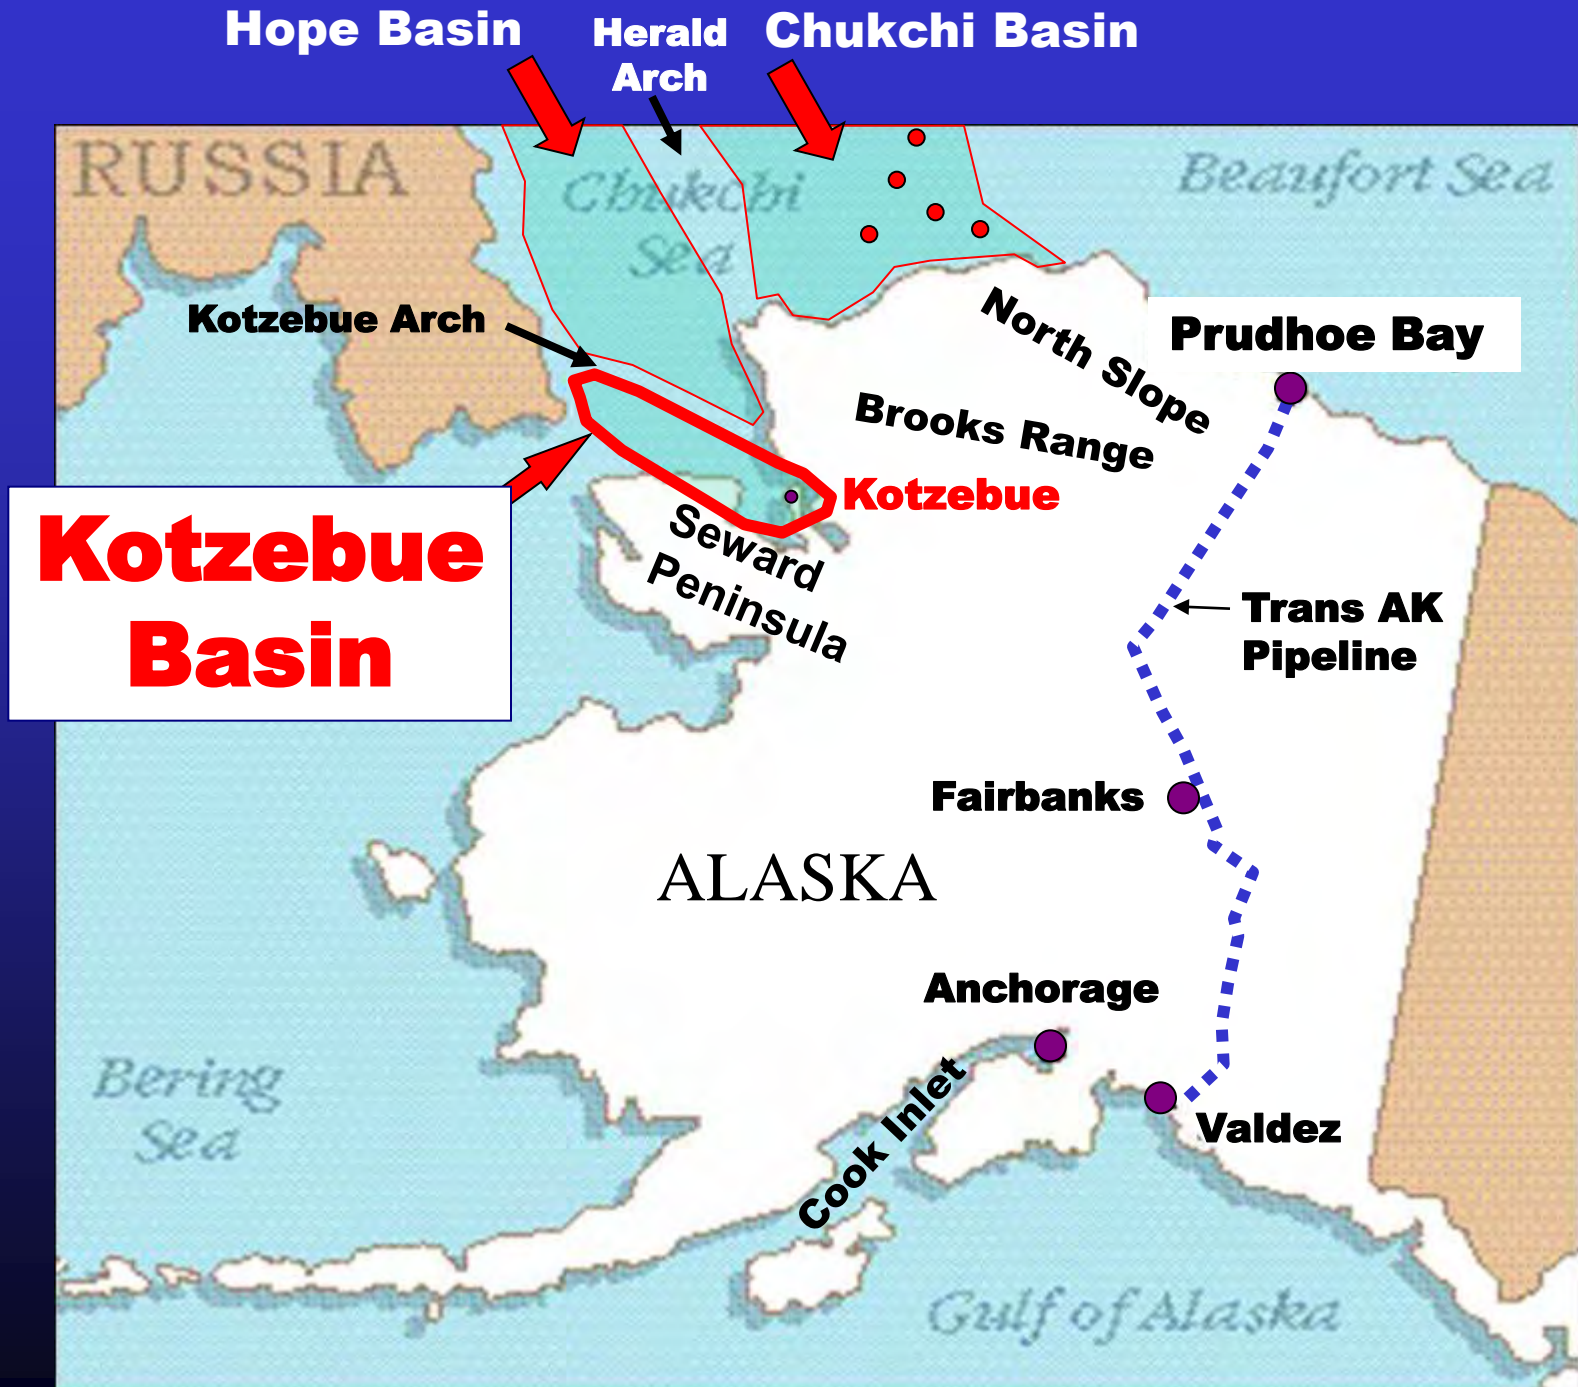 Hope Basin
Herald
Arch
Chukchi Basin
RUSSIA
Chukchi
Sea
Beaufort Sea
Kotzebue Arch
North Slope
Prudhoe Bay
Brooks Range
Kotzebue
Kotzebue
Basin
Seward
Peninsula
Trans AK
Pipeline
Fairbanks
ALASKA
Anchorage
Bering
Sea
Cook Inlet
Valdez
Gulf of Alaska